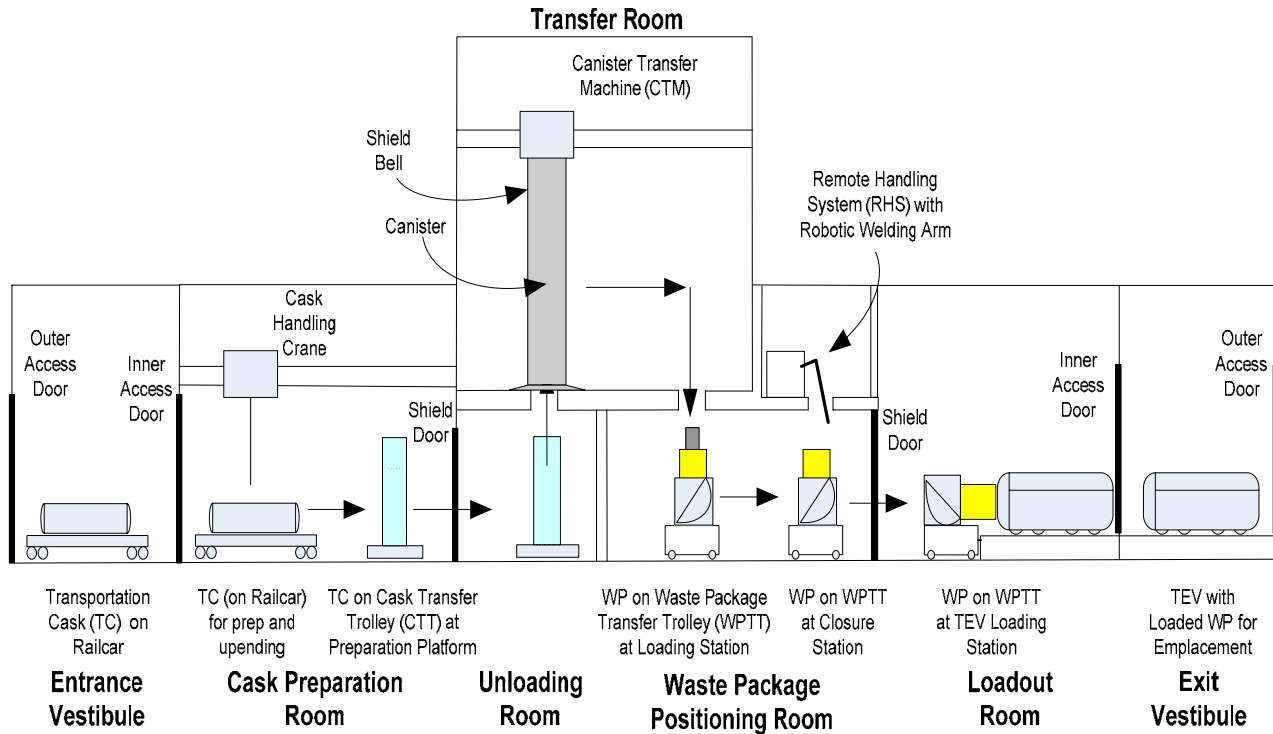 Transfer Room
Canister Transfer
Machine (CTM)
Shield
Bell
Canister
Remote Handling
System (RHS) with
Robotic Welding Arm
Cask
Handling
Crane
Outer
Access
Door
Inner
Access
Door
Shield
Door
Shield
Door
Inner
Access
Door
Outer
Access
Door
Transportation
Cask (TC) on
Railcar
TC (on Railcar)
for prep and
upending
TC on Cask Transfer
Trolley (CTT) at
Preparation Platform
WP on Waste Package
Transfer Trolley (WPTT)
at Loading Station
WP on WPTT
at Closure
Station
WP on WPTT
at TEV Loading
Station
TEV with
Loaded WP for
Emplacement
Entrance
Vestibule
Cask Preparation
Room
Unloading
Room
Waste Package
Positioning Room
Loadout
Room
Exit
Vestibule